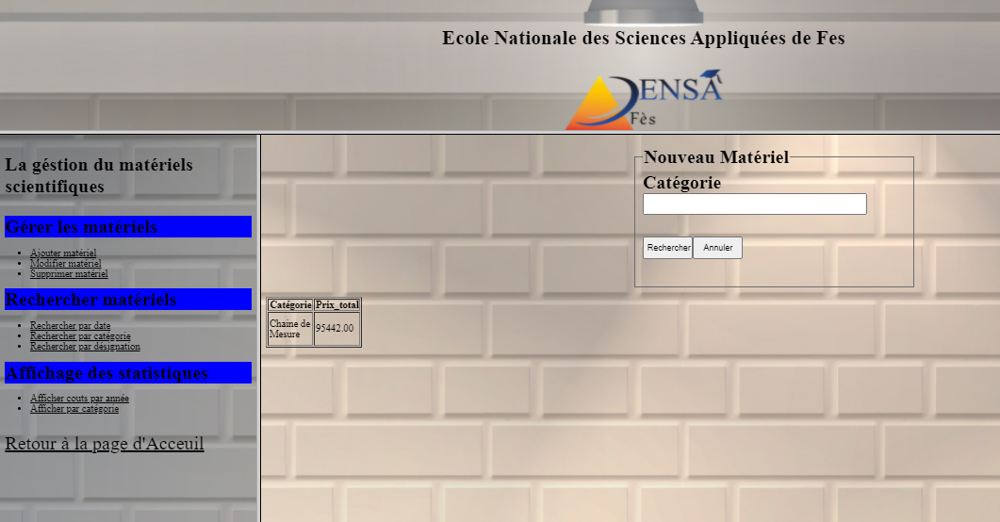 Ecole Nationale des Sciences Appliquées de Fes
ENSA
Fès
La géstion du matériels
scientifiques
Gérer les matériels
Ajouter matériel
Modifier matériel
Supprimer matériel
Rechercher matériels
Rechercher par date
Rechercher par catégorie
Rechercher par désignation
Affichage des statistiques
Afficher couts par année
Afficher par catégorie
Retour à la page d'Acceuil
Nouveau Matériel
Catégorie
Rechercher Annuler
Catégorie Prix_total
Chaine de
Mesure
95442.00